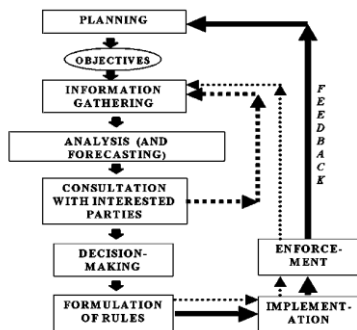 PLANNING
OBJECTIVES
INFORMATION
GATHERING
ANALYSIS (AND
FORECASTING)
CONSULTATION
WITH INTERESTED
PARTIES
DECISION-
MAKING
FORMULATION
OF RULES
FEEDBACK
ENFORCE-
MENT
IMPLEMENT-
ATION